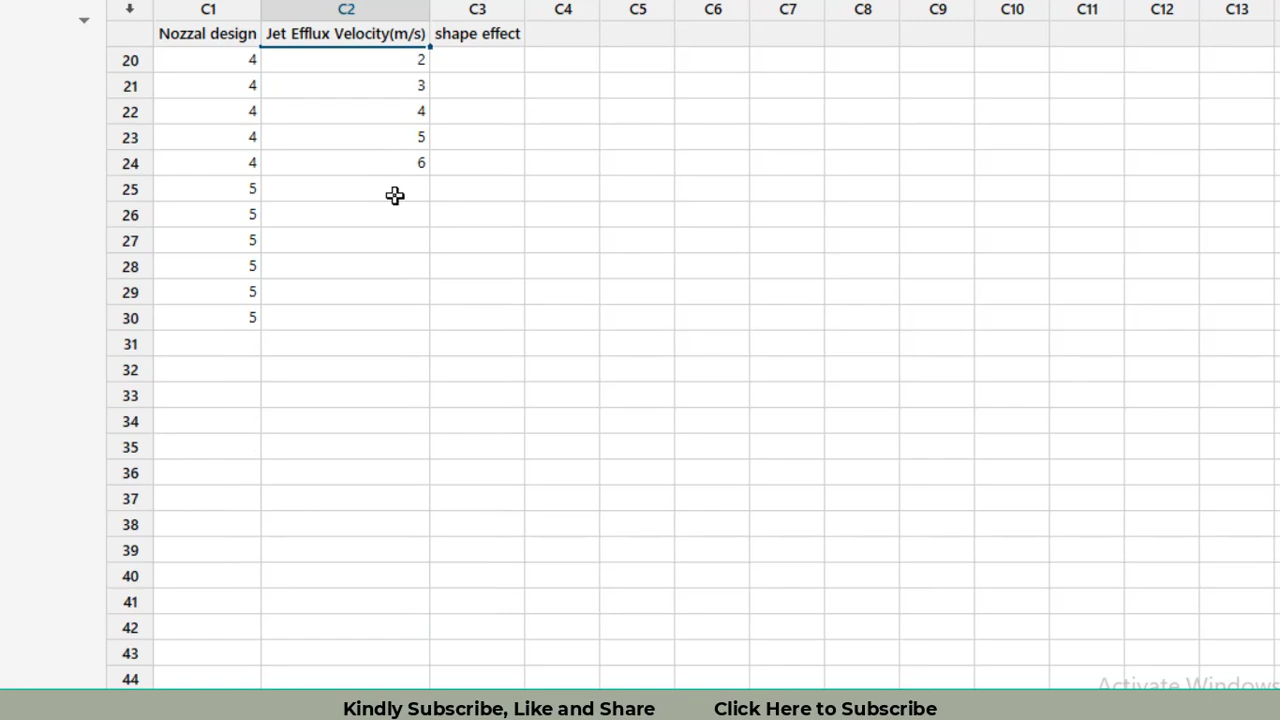 C1 C2 C3 C4 C5 C6 C7 C8 C9 C10 C11 C12 C13
Nozzal design Jet Efflux Velocity(m/s) shape effect
20 4 2
21 4 3
22 4 4
23 4 5
24 4 6
25 5
26 5
27 5
28 5
29 5
30 5
31
32
33
34
35
36
37
38
39
40
41
42
43
44
Activate Windows
Kindly Subscribe, Like and Share Click Here to Subscribe